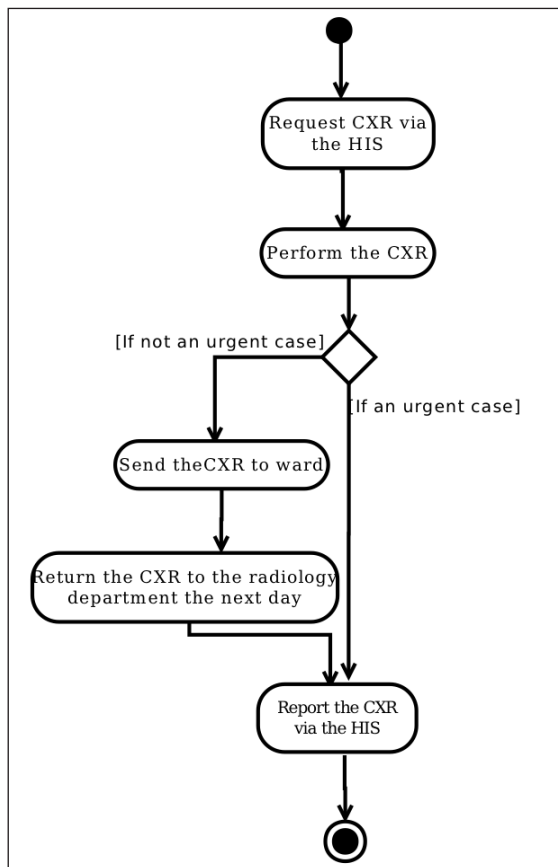 Request CXR via
the HIS
Perform the CXR
[If not an urgent case]
[If an urgent case]
Send theCXR to ward
Return the CXR to the radiology
department the next day
Report the CXR
via the HIS